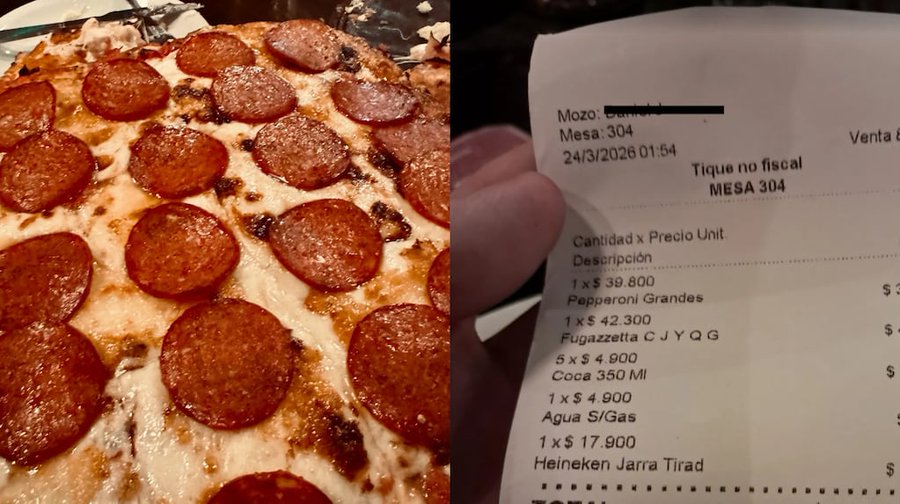 Mozo:
Mesa: 304
24/3/2026 01:54
Venta
Tique no fiscal
MESA 304
Cantidad x Precio Unit.
Descripción
1 x $ 39.800
Pepperoni Grandes
$
1 x $ 42.300
Fugazzetta C J Y Q G
$
5 x $ 4.900
Coca 350 Ml
$
1 x $ 4.900
Agua S/Gas
1 x $ 17.900
Heineken Jarra Tirad
$